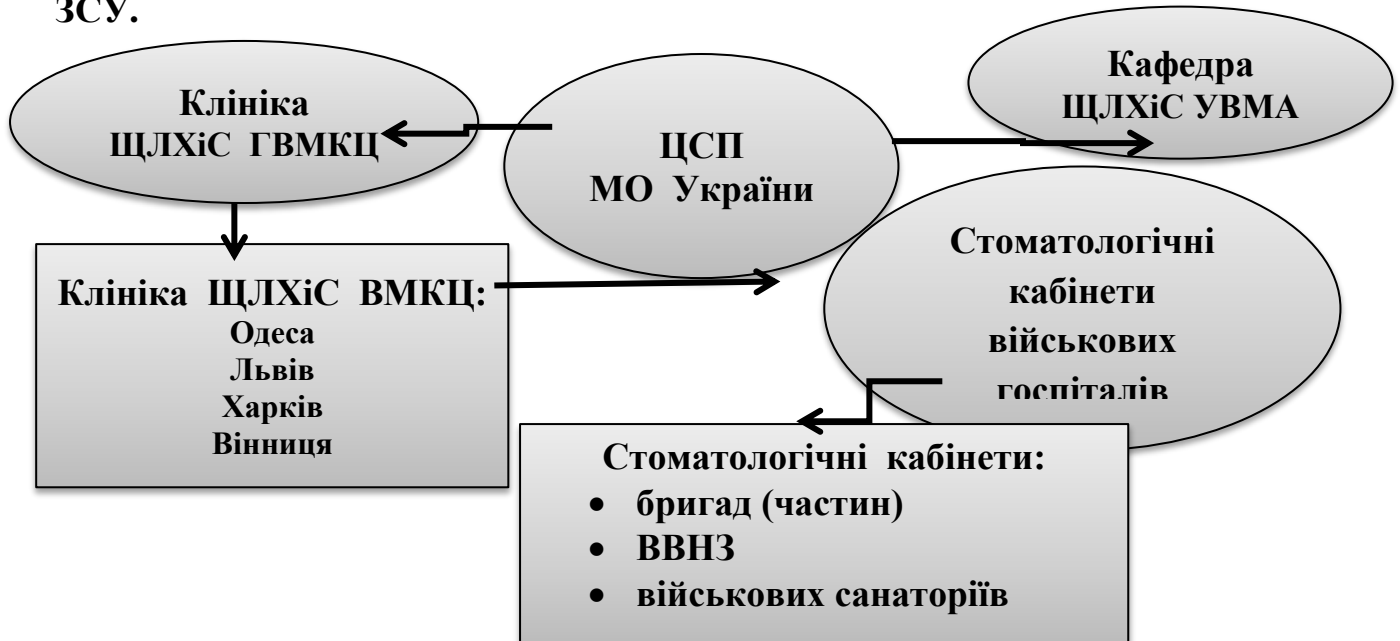 ЗСУ.
Клініка
ЩЛХіС ГВМКЦ
ЦСП
МО України
Кафедра
ЩЛХіС УВМА
Клініка ЩЛХіС ВМКЦ:
Одеса
Львів
Харків
Вінниця
Стоматологічні
кабінети
військових
госпіталів
Стоматологічні кабінети:
• бригад (частин)
• ВВНЗ
• військових санаторіїв